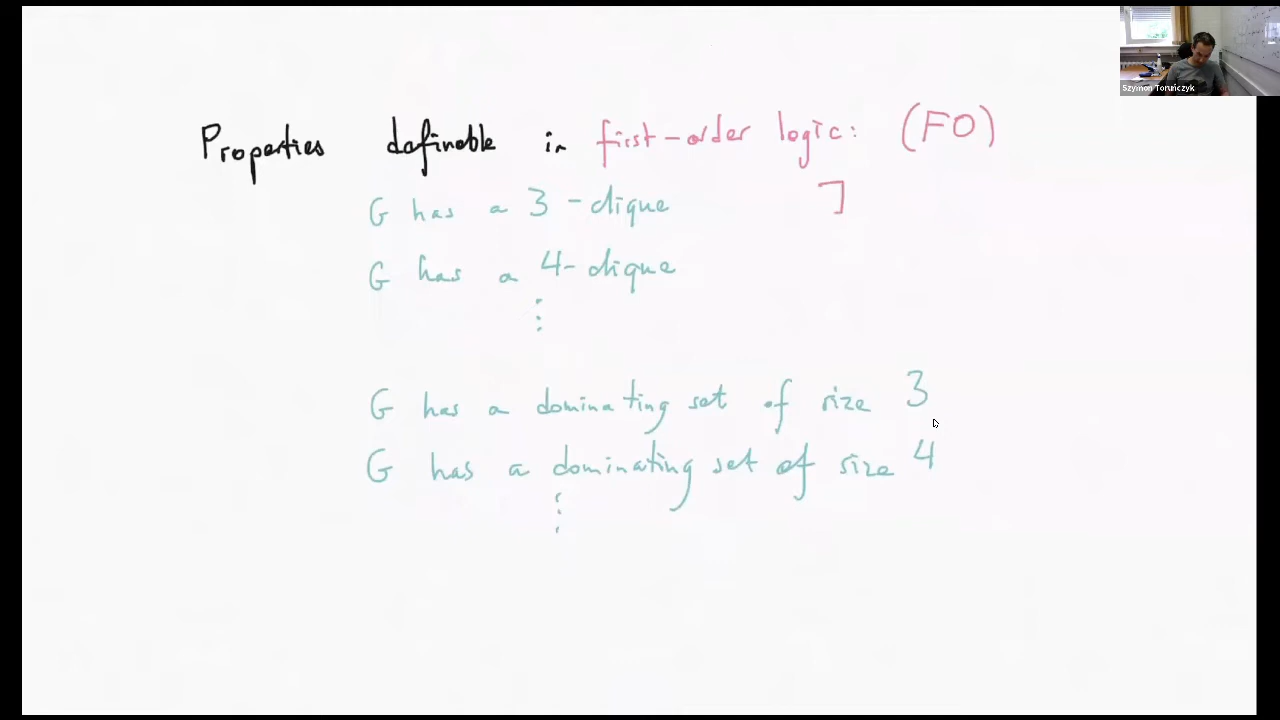 Szymon Toruńczyk
Properties definable in first-order logic: (FO)
G has a 3-clique ∃
G has a 4-clique
⋮
G has a dominating set of size 3
G has a dominating set of size 4
⋮